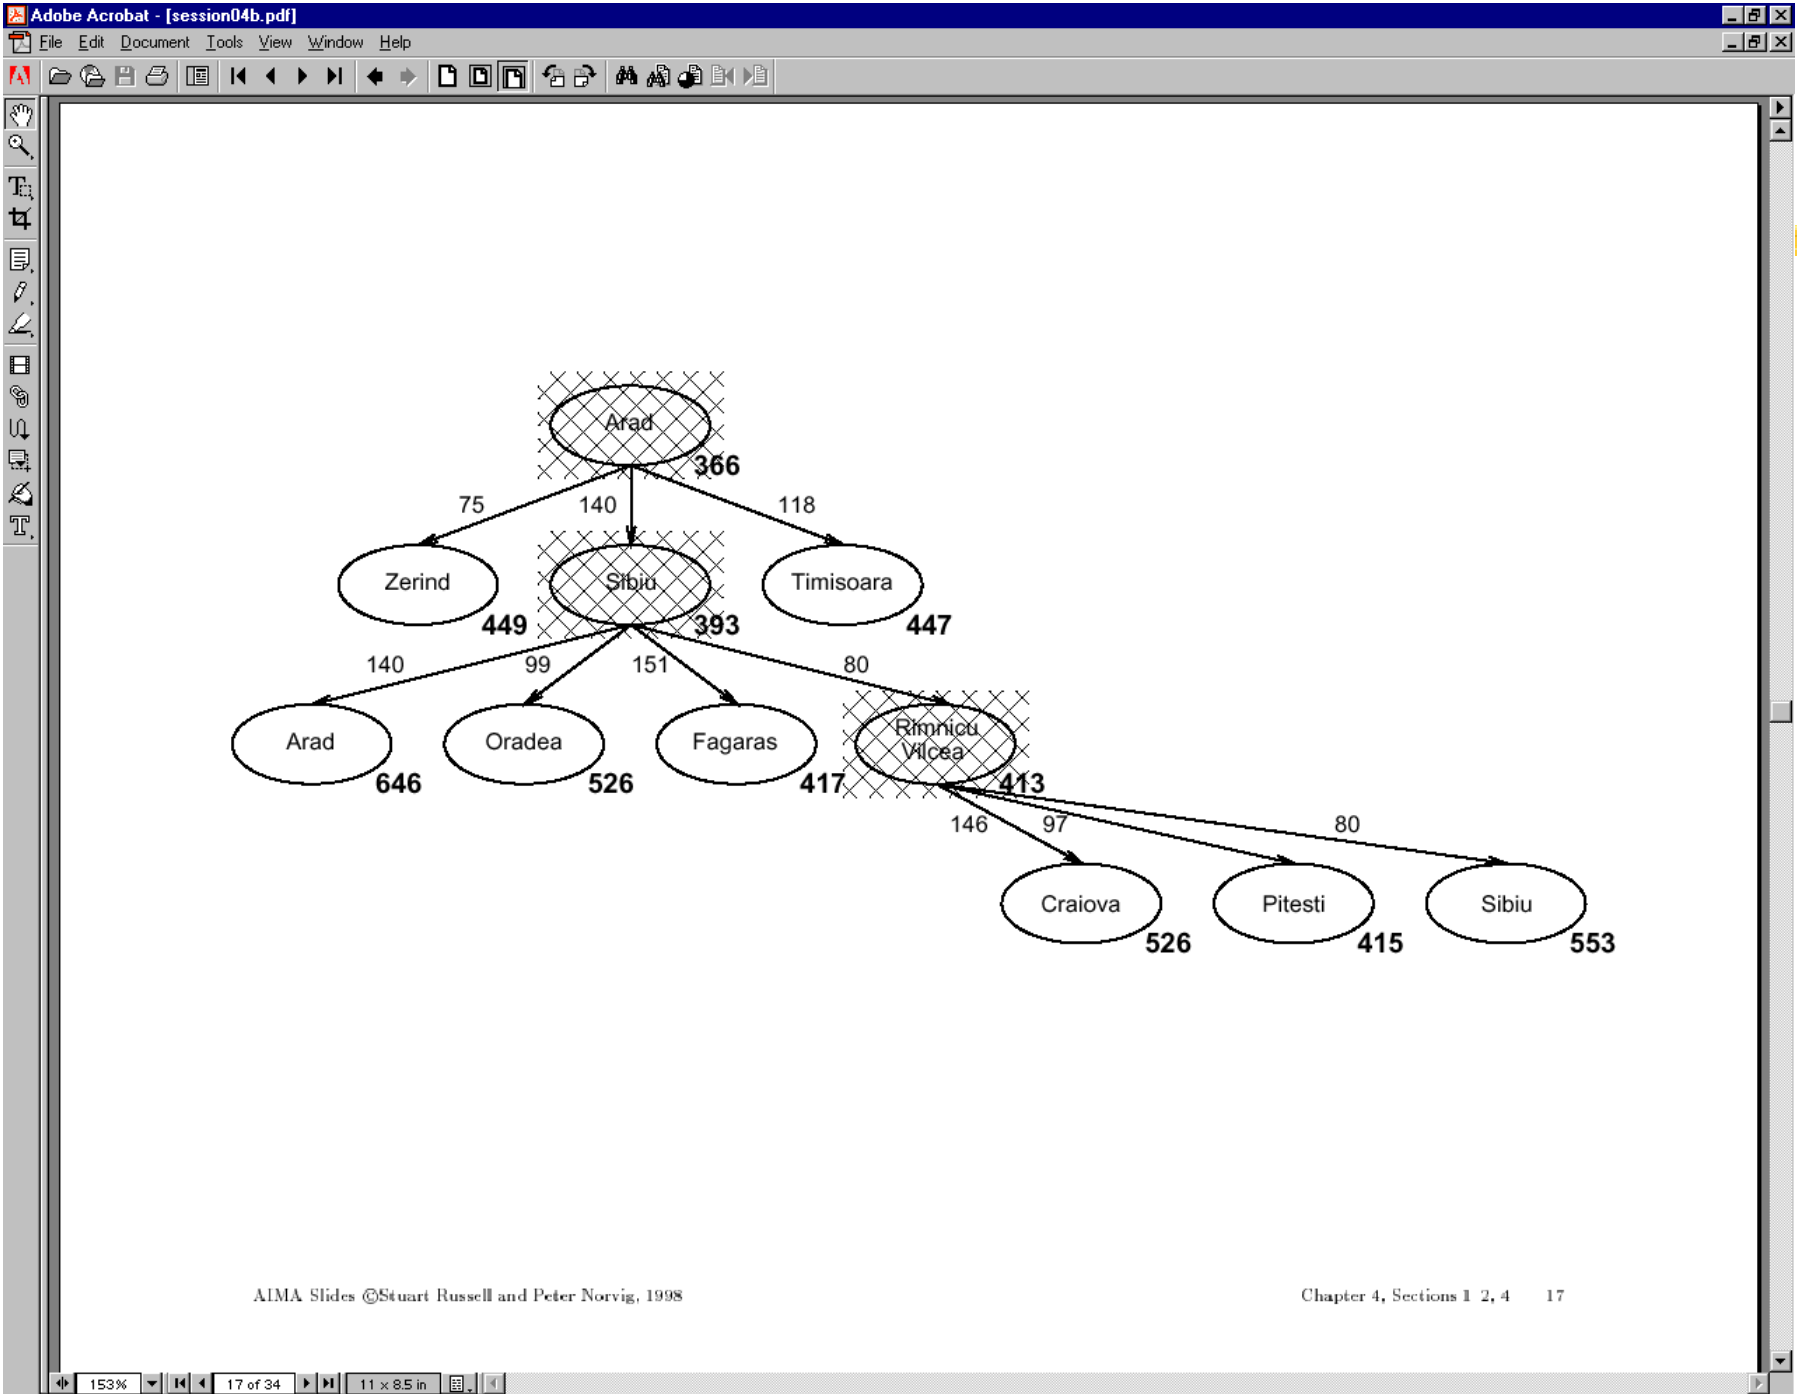 Adobe Acrobat - [session04b.pdf]
File Edit Document Tools View Window Help
Arad
366
75 140 118
Zerind Sibiu Timisoara
449 393 447
140 99 151 80
Arad Oradea Fagaras Rimnicu
Vilcea
646 526 417 413
146 97 80
Craiova Pitesti Sibiu
526 415 553
AIMA Slides ©Stuart Russell and Peter Norvig, 1998 Chapter 4, Sections 1 2, 4 17
153% 17 of 34 11 x 8.5 in